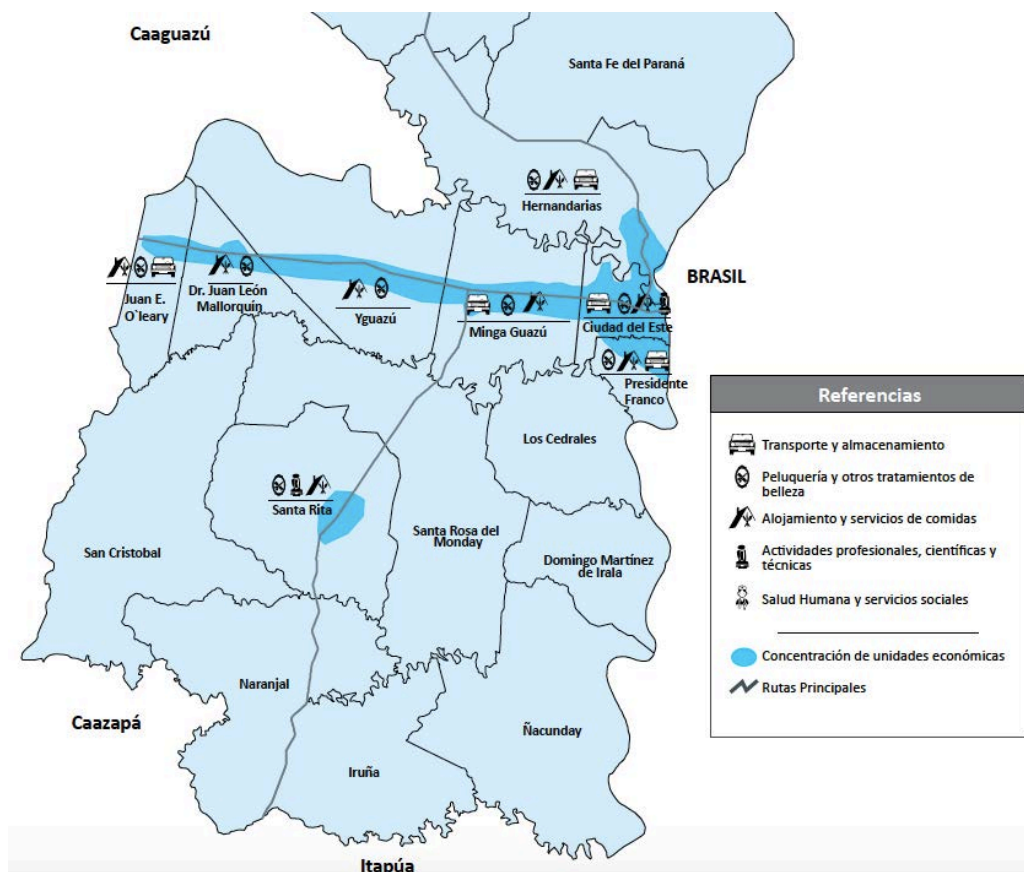 Caaguazú
Santa Fe del Paraná
Hernandarias
BRASIL
Juan E.
O`leary
Dr. Juan León
Mallorquín
Yguazú
Minga Guazú
Ciudad del Este
Presidente
Franco
Los Cedrales
Santa Rita
San Cristobal
Santa Rosa del
Monday
Domingo Martínez
de Irala
Naranjal
Caazapá
Ñacunday
Iruña
Itapúa
Referencias
Transporte y almacenamiento
Peluquería y otros tratamientos de
belleza
Alojamiento y servicios de comidas
Actividades profesionales, científicas y
técnicas
Salud Humana y servicios sociales
Concentración de unidades económicas
Rutas Principales